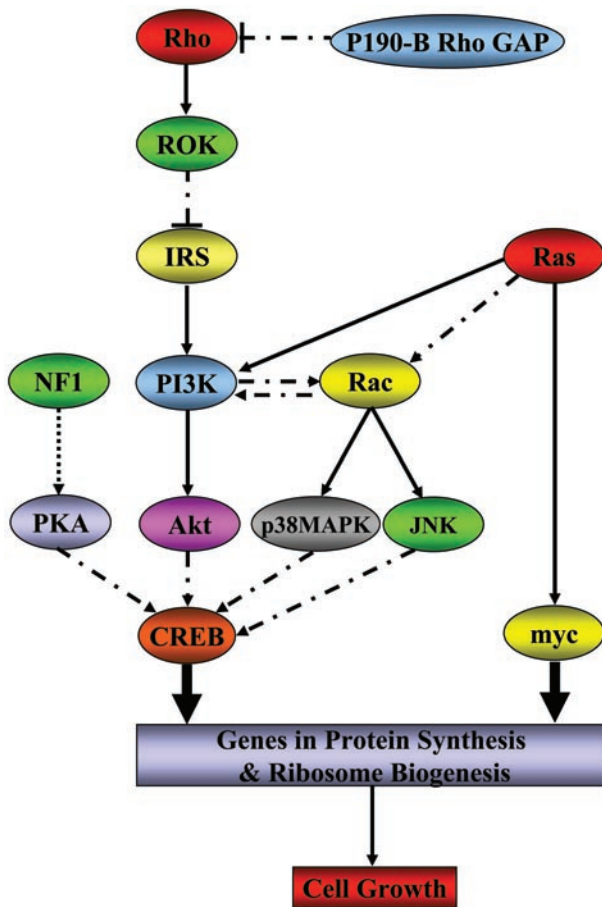 Rho
P190-B Rho GAP
ROK
IRS
Ras
NF1
PI3K
Rac
PKA
Akt
p38MAPK
JNK
CREB
myc
Genes in Protein Synthesis
& Ribosome Biogenesis
Cell Growth